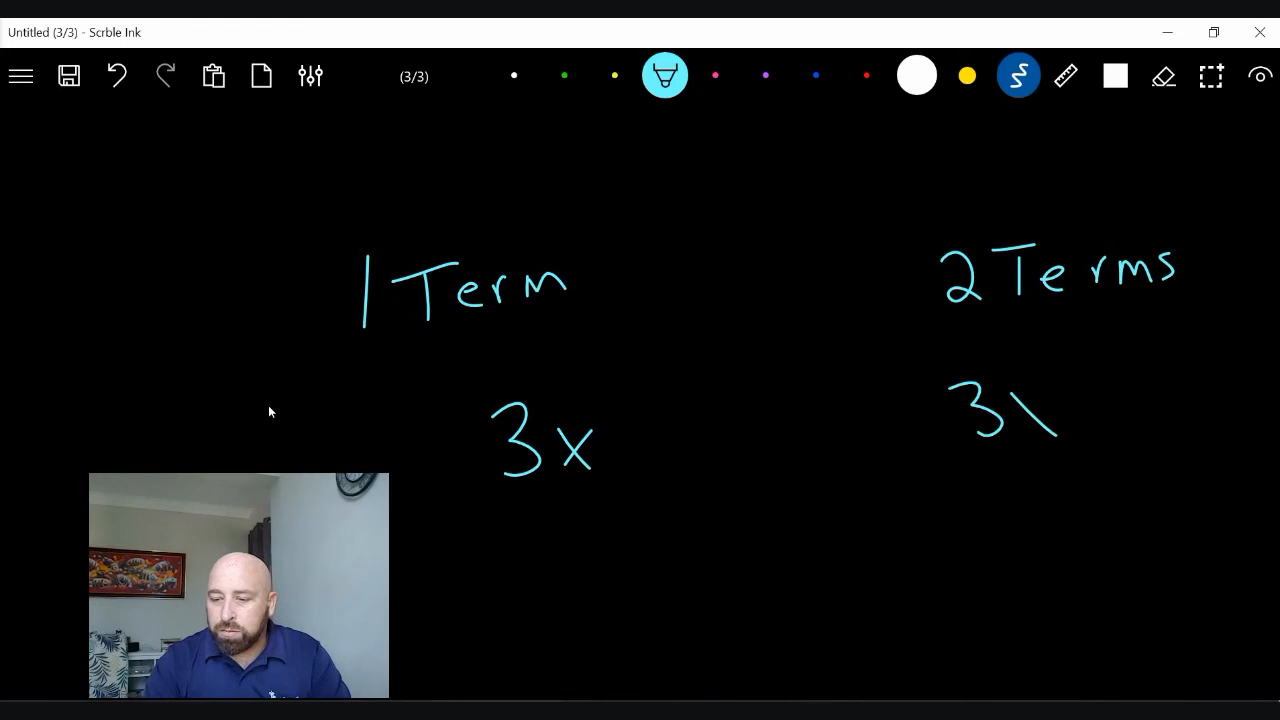 Untitled (3/3) - Scrble Ink
(3/3)
1 Term
2 Terms
3x
3\